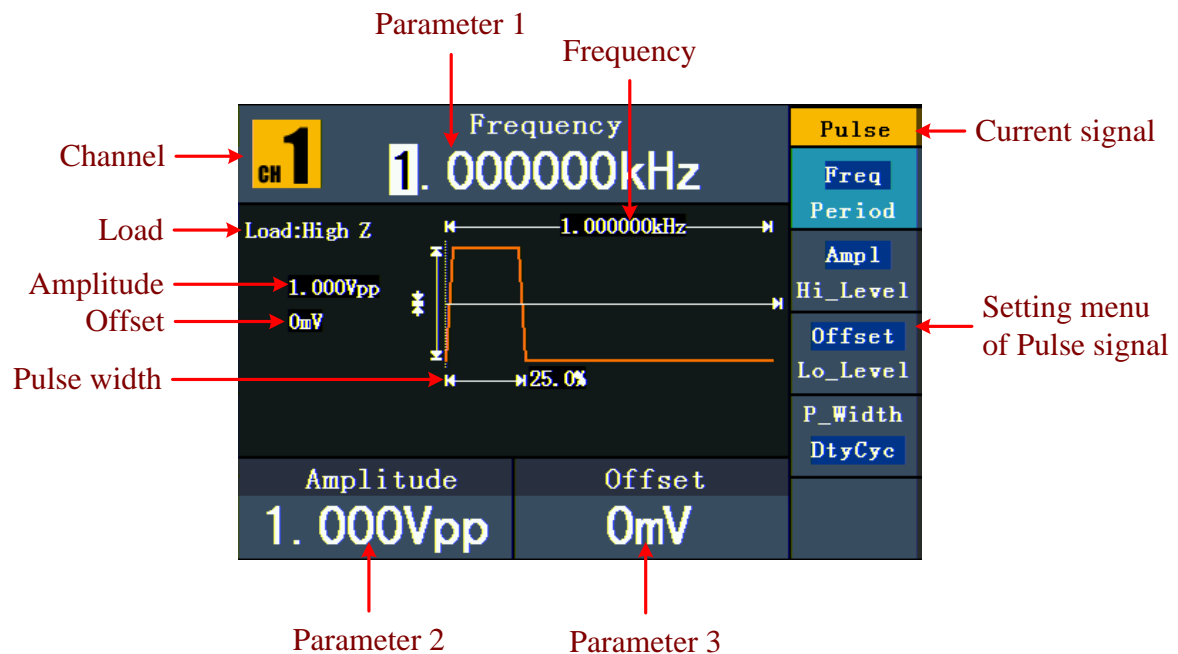 Parameter 1
Frequency
CH 1
Frequency
1.000000kHz
Pulse
Current signal
Channel
Freq
Period
Load
Load:High Z
1.000000kHz
Amplitude
1.000Vpp
Ampl
Hi_Level
Offset
0mV
Offset
Lo_Level
Setting menu
of Pulse signal
Pulse width
25.0%
P_Width
DtyCyc
Amplitude
Offset
1.000Vpp
0mV
Parameter 2
Parameter 3